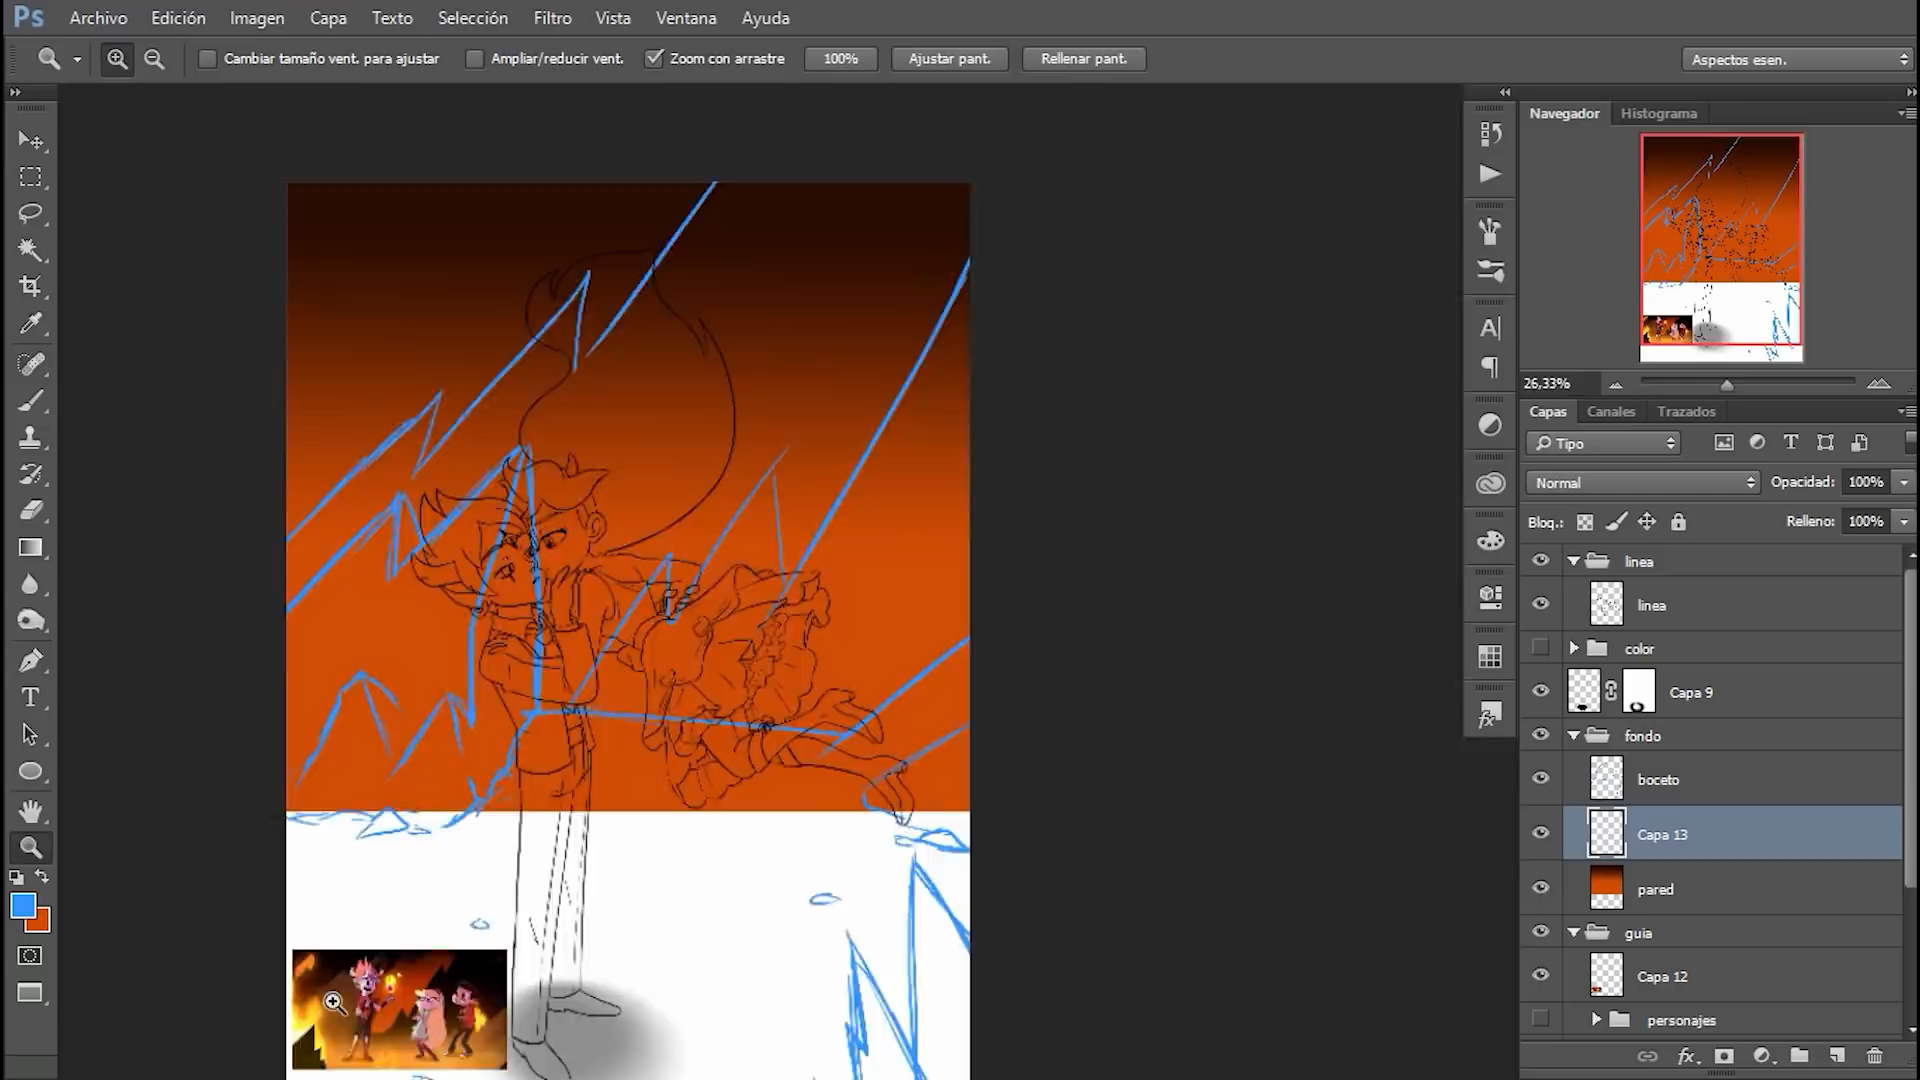 Ps Archivo Edición Imagen Capa Texto Selección Filtro Vista Ventana Ayuda
Cambiar tamaño vent. para ajustar Ampliar/reducir vent. Zoom con arrastre 100% Ajustar pant. Rellenar pant. Aspectos esen.
Navegador Histograma
26,33%
Capas Canales Trazados
Tipo
Normal Opacidad: 100%
Bloq.: Relleno: 100%
linea
linea
color
Capa 9
fondo
boceto
Capa 13
pared
guia
Capa 12
personajes